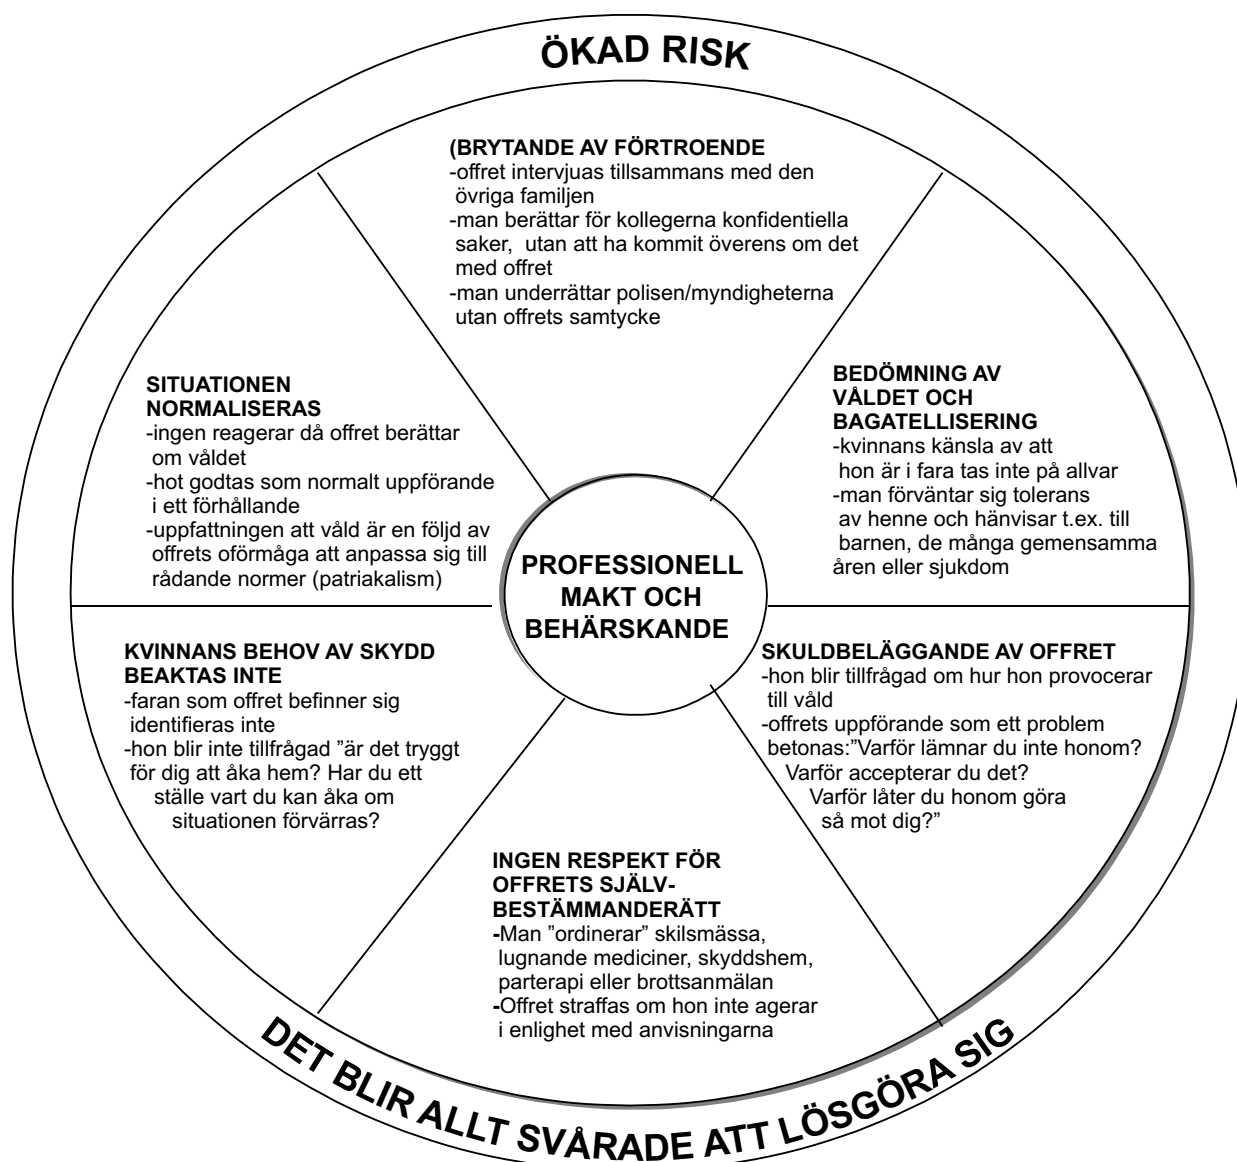 ÖKAD RISK
(BRYTANDE AV FÖRTROENDE
-offret intervjuas tillsammans med den
övriga familjen
-man berättar för kollegerna konfidentiella
saker, utan att ha kommit överens om det
med offret
-man underrättar polisen/myndigheterna
utan offrets samtycke
BEDÖMNING AV
VÅLDET OCH
BAGATELLISERING
-kvinnans känsla av att
hon är i fara tas inte på allvar
-man förväntar sig tolerans
av henne och hänvisar t.ex. till
barnen, de många gemensamma
åren eller sjukdom
SKULDBELÄGGANDE AV OFFRET
-hon blir tillfrågad om hur hon provocerar
till våld
-offrets uppförande som ett problem
betonas:”Varför lämnar du inte honom?
Varför accepterar du det?
Varför låter du honom göra
så mot dig?”
INGEN RESPEKT FÖR
OFFRETS SJÄLV-
BESTÄMMANDERÄTT
-Man ”ordinerar” skilsmässa,
lugnande mediciner, skyddshem,
parterapi eller brottsanmälan
-Offret straffas om hon inte agerar
i enlighet med anvisningarna
KVINNANS BEHOV AV SKYDD
BEAKTAS INTE
-faran som offret befinner sig
identifieras inte
-hon blir inte tillfrågad ”är det tryggt
för dig att åka hem? Har du ett
ställe vart du kan åka om
situationen förvärras?
SITUATIONEN
NORMALISERAS
-ingen reagerar då offret berättar
om våldet
-hot godtas som normalt uppförande
i ett förhållande
-uppfattningen att våld är en följd av
offrets oförmåga att anpassa sig till
rådande normer (patriakalism)
PROFESSIONELL
MAKT OCH
BEHÄRSKANDE
DET BLIR ALLT SVÅRADE ATT LÖSGÖRA SIG